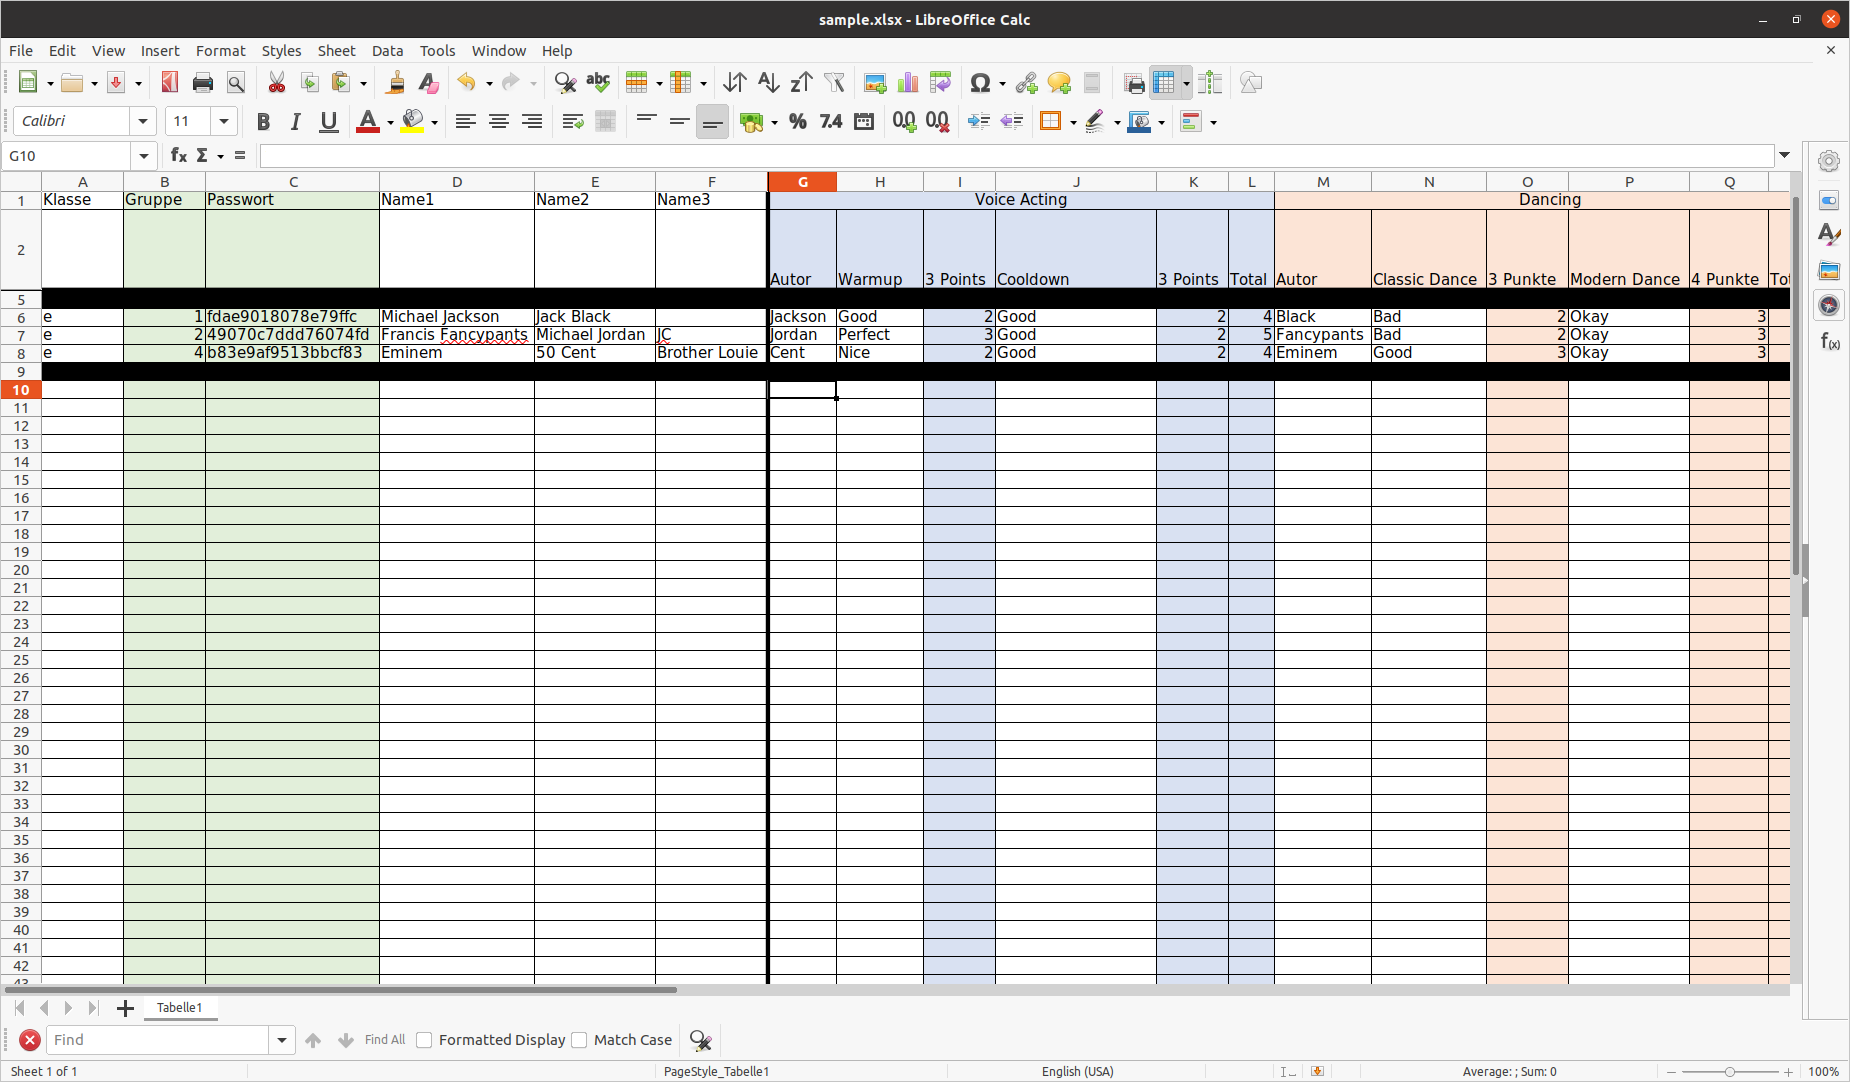 sample.xlsx - LibreOffice Calc
File Edit View Insert Format Styles Sheet Data Tools Window Help
Calibri 11
G10
A B C D E F G H I J K L M N O P Q
1 Klasse Gruppe Passwort Name1 Name2 Name3 Voice Acting Dancing
2 Autor Warmup 3 Points Cooldown 3 Points Total Autor Classic Dance 3 Punkte Modern Dance 4 Punkte Tot
5
6 e 1 fdae9018078e79ffc Michael Jackson Jack Black Jackson Good 2 Good 2 4 Black Bad 2 Okay 3
7 e 2 49070c7ddd76074fd Francis Fancypants Michael Jordan JC Jordan Perfect 3 Good 2 5 Fancypants Bad 2 Okay 3
8 e 4 b83e9af9513bbcf83 Eminem 50 Cent Brother Louie Cent Nice 2 Good 2 4 Eminem Good 3 Okay 3
9
10
11
12
13
14
15
16
17
18
19
20
21
22
23
24
25
26
27
28
29
30
31
32
33
34
35
36
37
38
39
40
41
42
43
Tabelle1
Find Find All Formatted Display Match Case
Sheet 1 of 1 PageStyle_Tabelle1 English (USA) Average: ; Sum: 0 100%